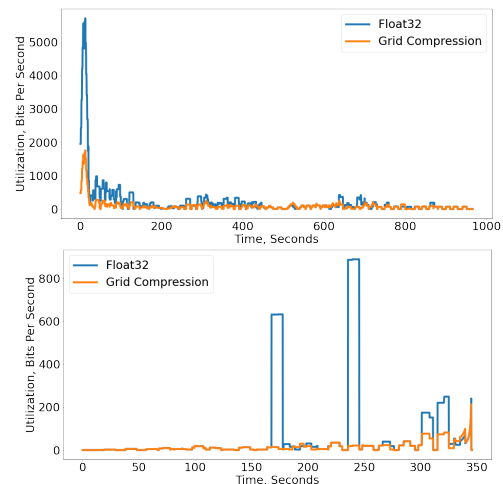 Float32
Grid Compression
Utilization, Bits Per Second
5000
4000
3000
2000
1000
0
0 200 400 600 800 1000
Time, Seconds
Float32
Grid Compression
Utilization, Bits Per Second
800
600
400
200
0
0 50 100 150 200 250 300 350
Time. Seconds